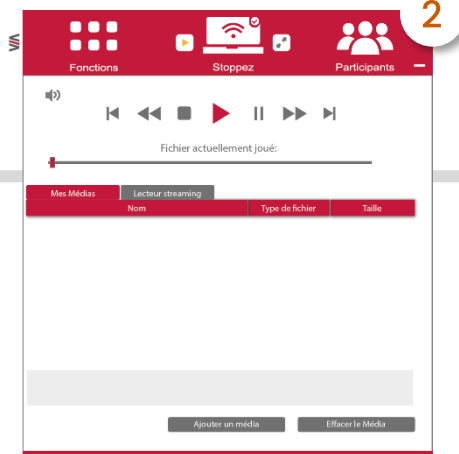 2
Fonctions
Stoppez
Participants
Fichier actuellement joué:
Mes Médias
Lecteur streaming
Nom
Type de fichier
Taille
Ajouter un média
Effacer le Média